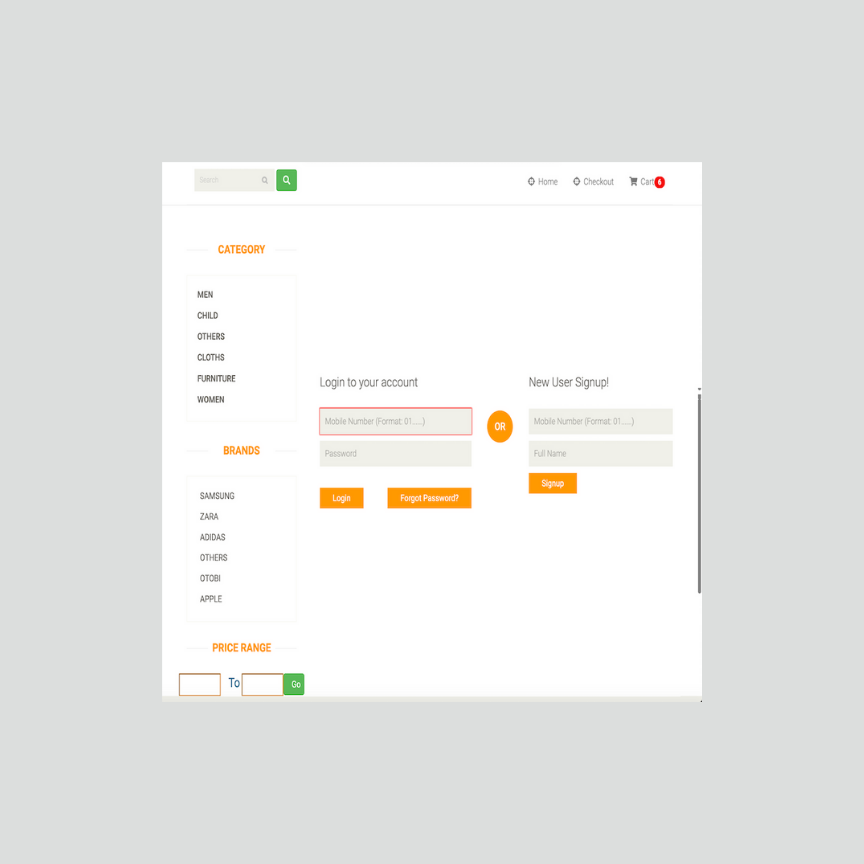 Search
Home
Checkout
Cart 6
CATEGORY
MEN
CHILD
OTHERS
CLOTHS
FURNITURE
WOMEN
BRANDS
SAMSUNG
ZARA
ADIDAS
OTHERS
OTOBI
APPLE
PRICE RANGE
To
Go
Login to your account
Mobile Number (Format: 01......)
Password
Login
Forgot Password?
OR
New User Signup!
Mobile Number (Format: 01......)
Full Name
Signup